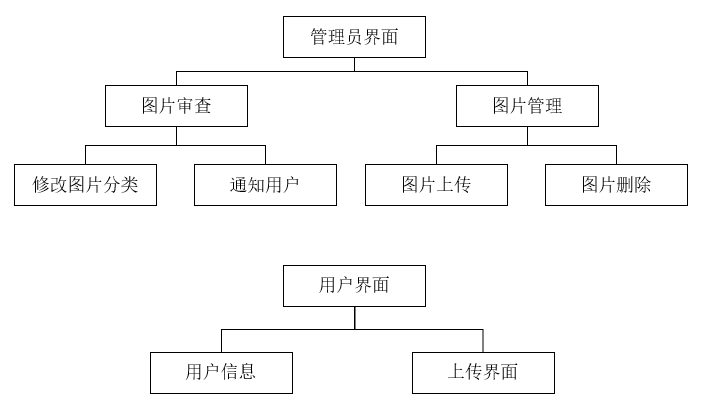 管理员界面
图片审查
图片管理
修改图片分类
通知用户
图片上传
图片删除
用户界面
用户信息
上传界面